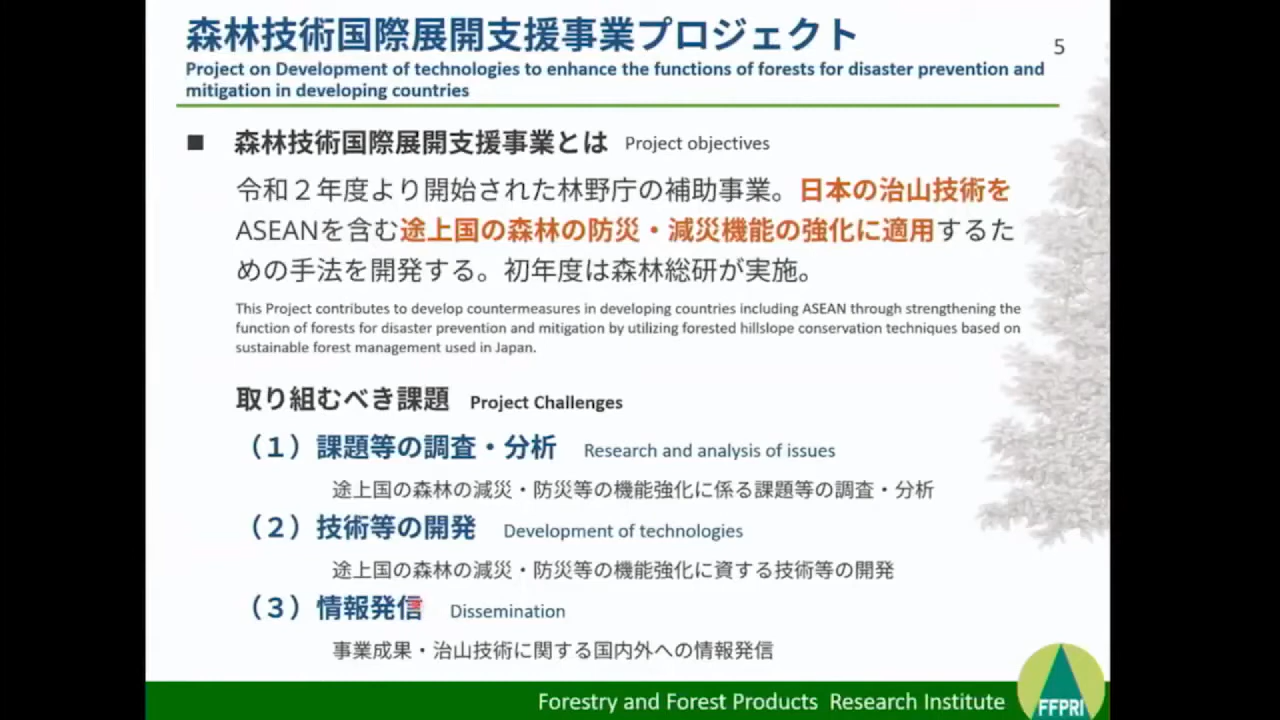 森林技術国際展開支援事業プロジェクト
5
Project on Development of technologies to enhance the functions of forests for disaster prevention and
mitigation in developing countries
■ 森林技術国際展開支援事業とは Project objectives
令和２年度より開始された林野庁の補助事業。日本の治山技術を
ASEANを含む途上国の森林の防災・減災機能の強化に適用するた
めの手法を開発する。初年度は森林総研が実施。
This Project contributes to develop countermeasures in developing countries including ASEAN through strengthening the
function of forests for disaster prevention and mitigation by utilizing forested hillslope conservation techniques based on
sustainable forest management used in Japan.
取り組むべき課題 Project Challenges
（１）課題等の調査・分析 Research and analysis of issues
途上国の森林の減災・防災等の機能強化に係る課題等の調査・分析
（２）技術等の開発 Development of technologies
途上国の森林の減災・防災等の機能強化に資する技術等の開発
（３）情報発信 Dissemination
事業成果・治山技術に関する国内外への情報発信
Forestry and Forest Products Research Institute
FFPRI